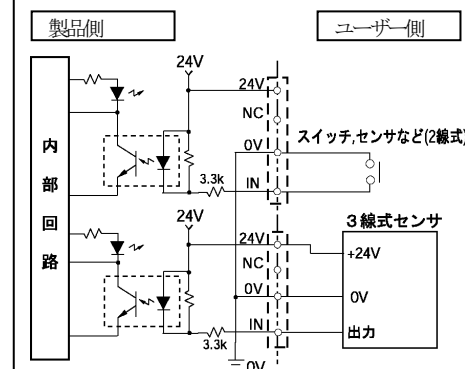 製品側
ユーザー側
24V
24V
NC
0V
スイッチ,センサなど(2線式)
IN
3.3k
内部回路
24V
3線式センサ
24V
+24V
NC
0V
0V
IN
出力
3.3k
0V